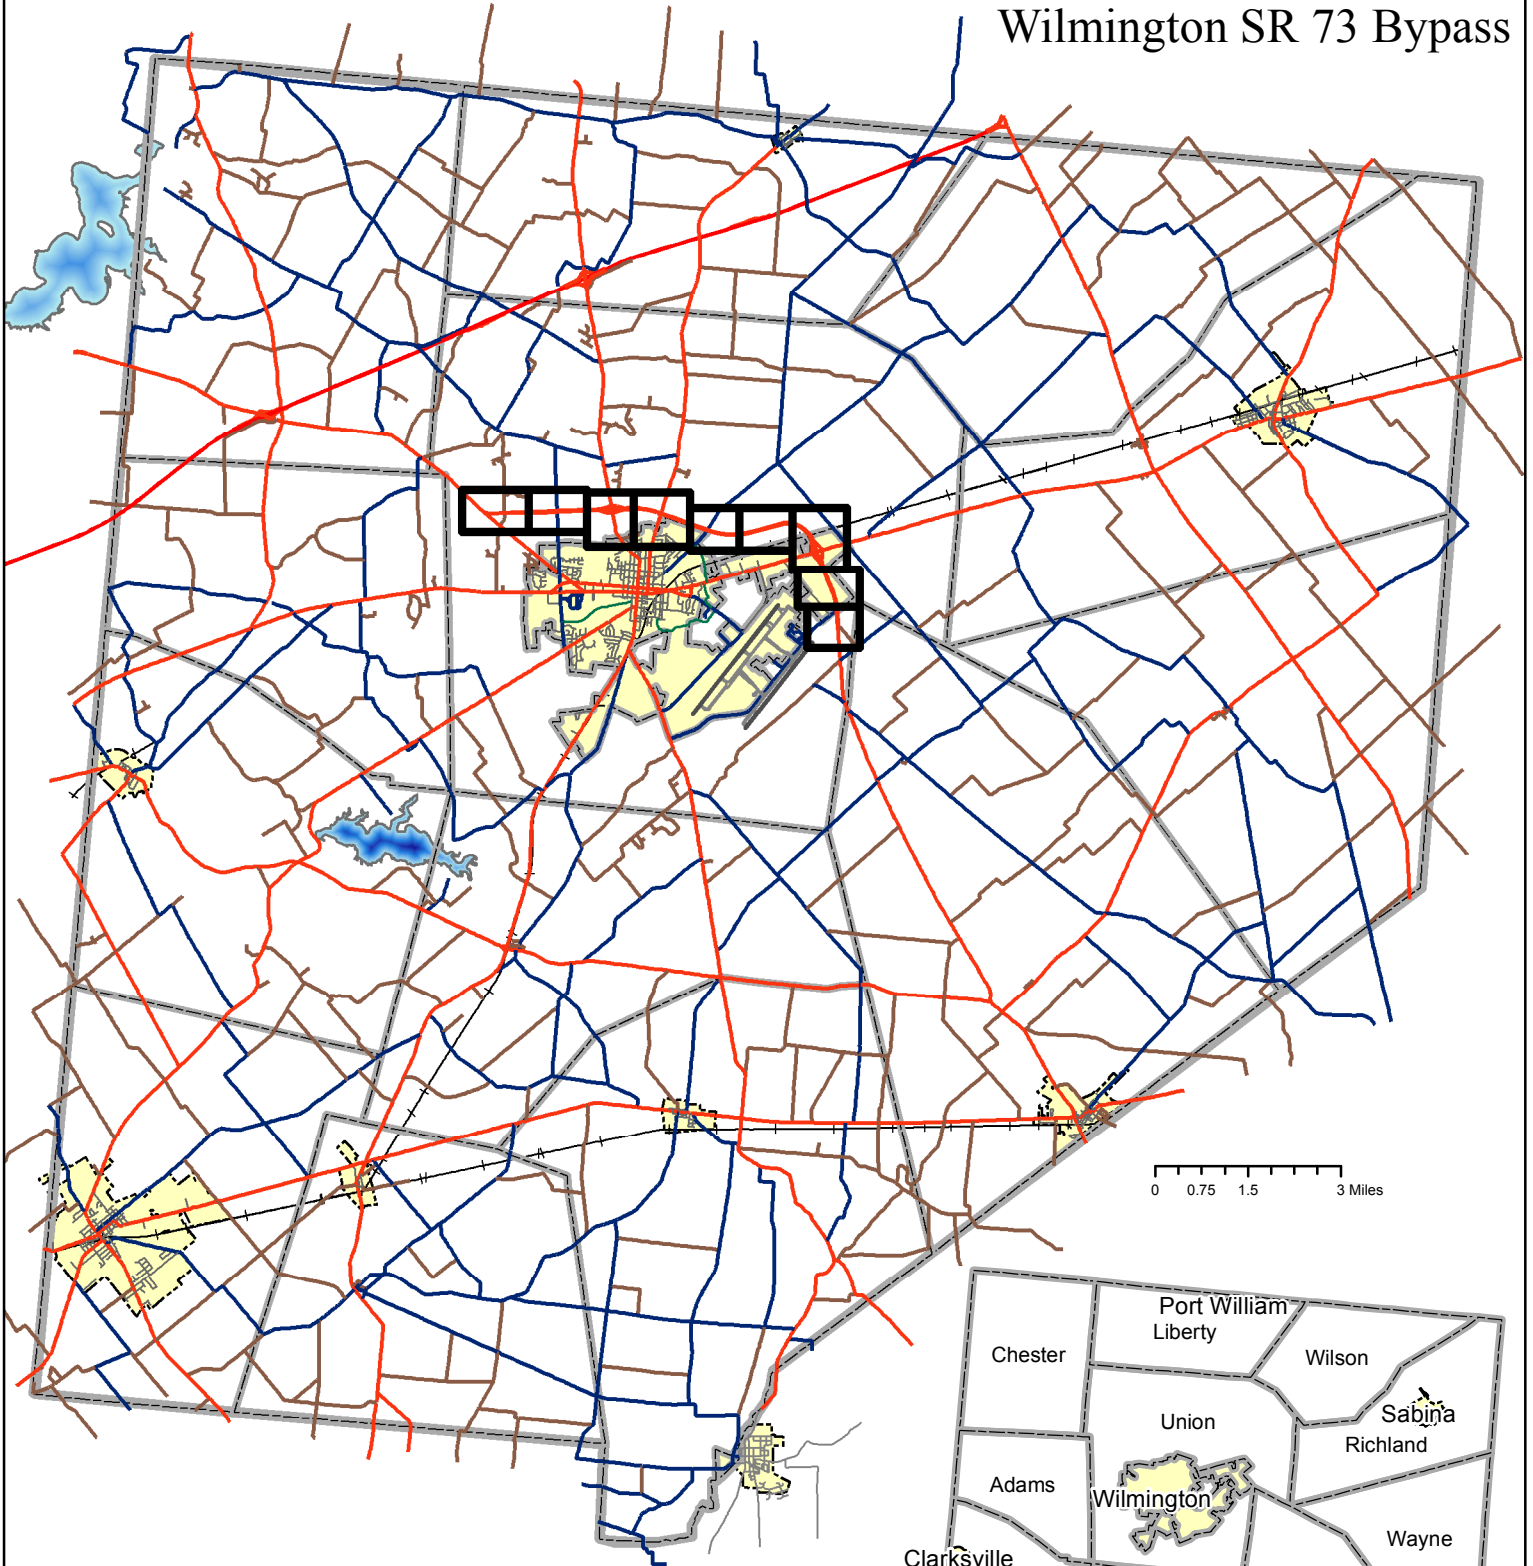 Wilmington SR 73 Bypass
0 0.75 1.5 3 Miles
Port William
Liberty
Chester
Wilson
Sabina
Union
Richland
Adams
Wilmington
Wayne
Clarksville